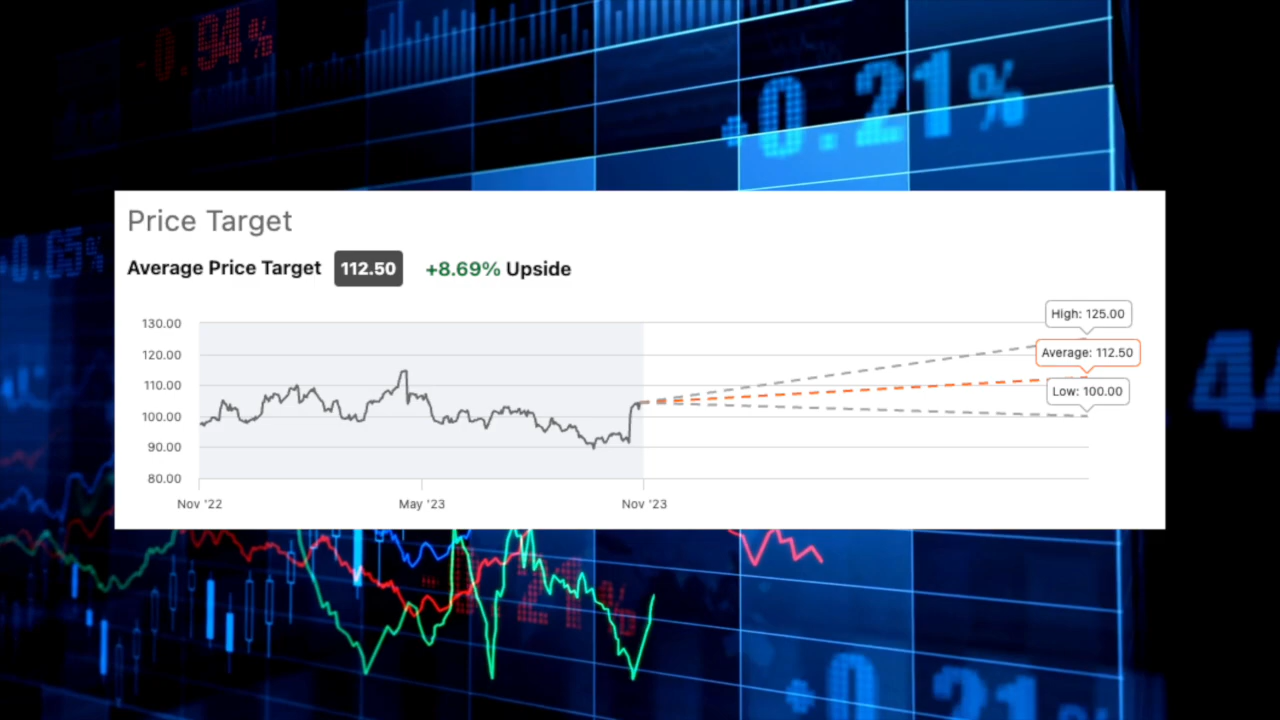 -0.94%
+0.21%
+0.65%
Price Target
Average Price Target 112.50 +8.69% Upside
130.00
120.00
110.00
100.00
90.00
80.00
High: 125.00
Average: 112.50
Low: 100.00
Nov '22 May '23 Nov '23